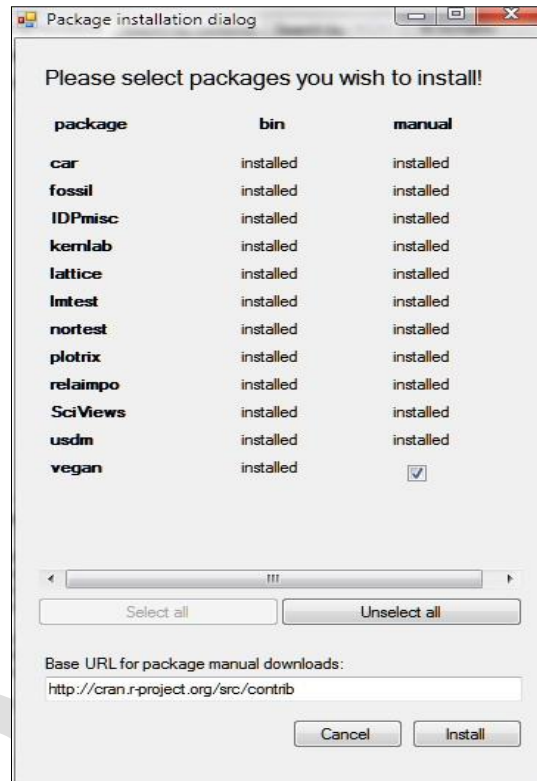 Package installation dialog
Please select packages you wish to install!
package bin manual
car installed installed
fossil installed installed
IDPmisc installed installed
kernlab installed installed
lattice installed installed
lmtest installed installed
nortest installed installed
plotrix installed installed
relaimpo installed installed
SciViews installed installed
usdm installed installed
vegan installed
Select all Unselect all
Base URL for package manual downloads:
http://cran.r-project.org/src/contrib
Cancel Install